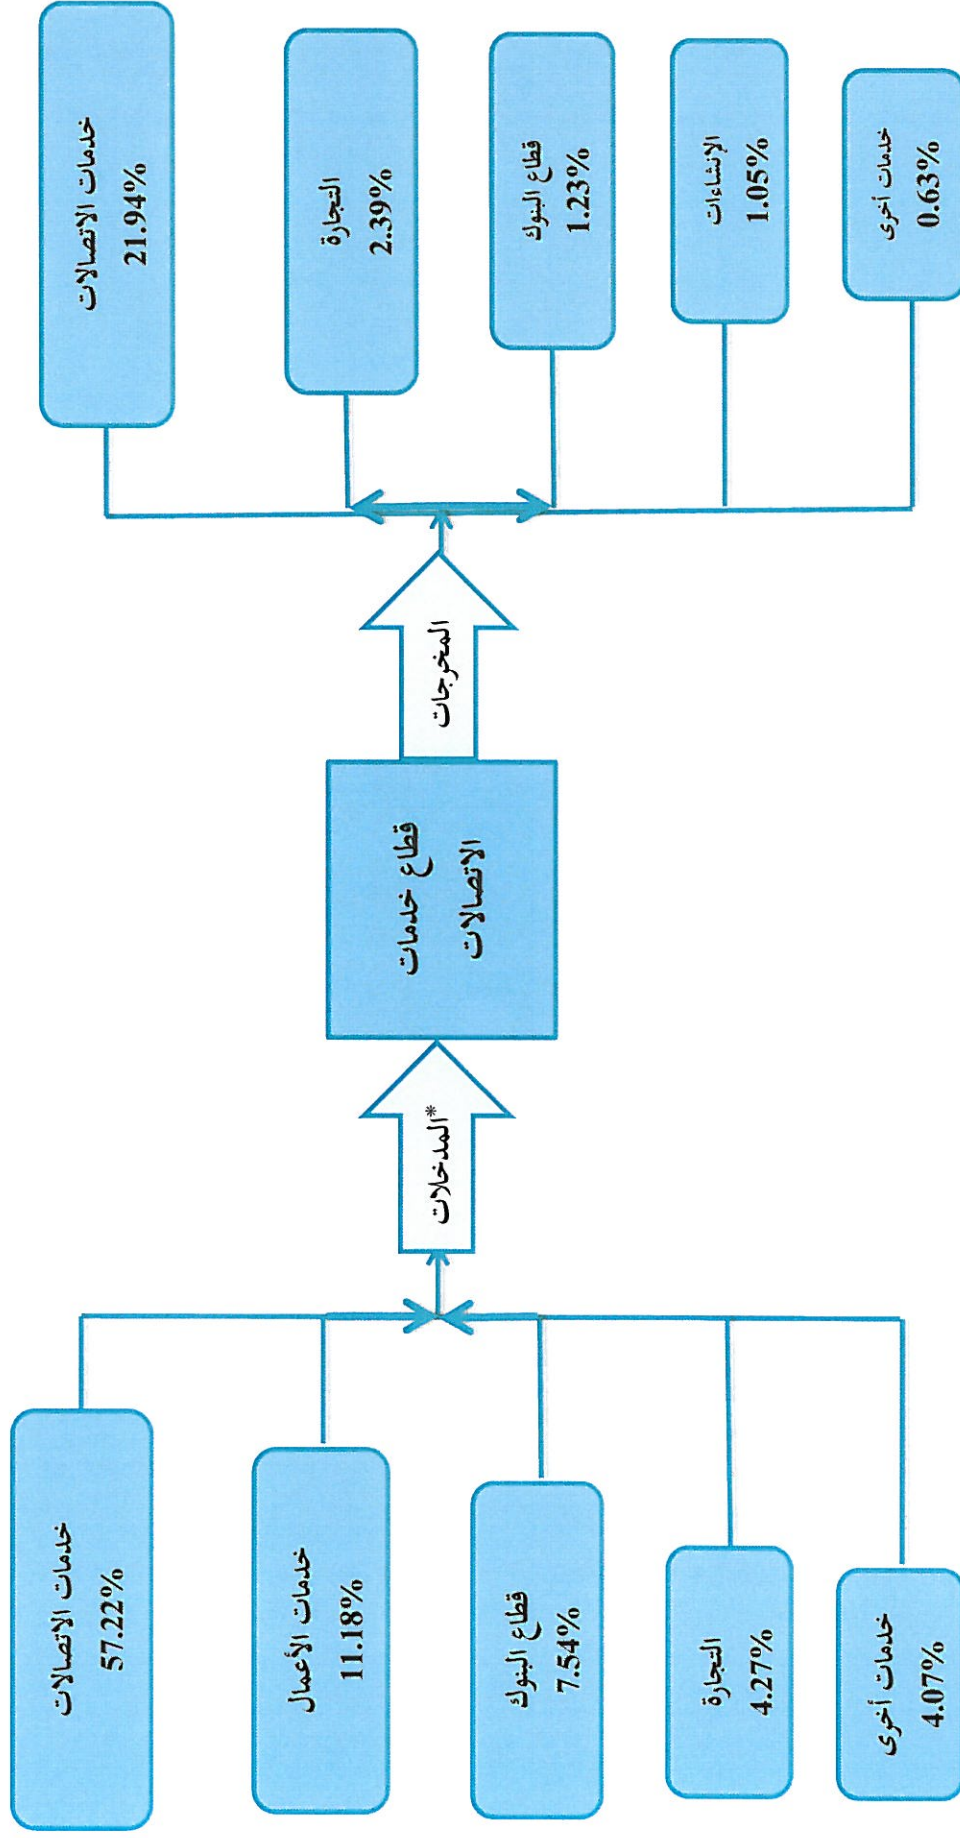 خدمات الاتصالات
57.22%
خدمات الأعمال
11.18%
قطاع البنوك
7.54%
التجارة
4.27%
خدمات أخرى
4.07%
المدخلات*
قطاع خدمات
الاتصالات
المخرجات
خدمات الاتصالات
21.94%
التجارة
2.39%
قطاع البنوك
1.23%
الإنشاءات
1.05%
خدمات أخرى
0.63%